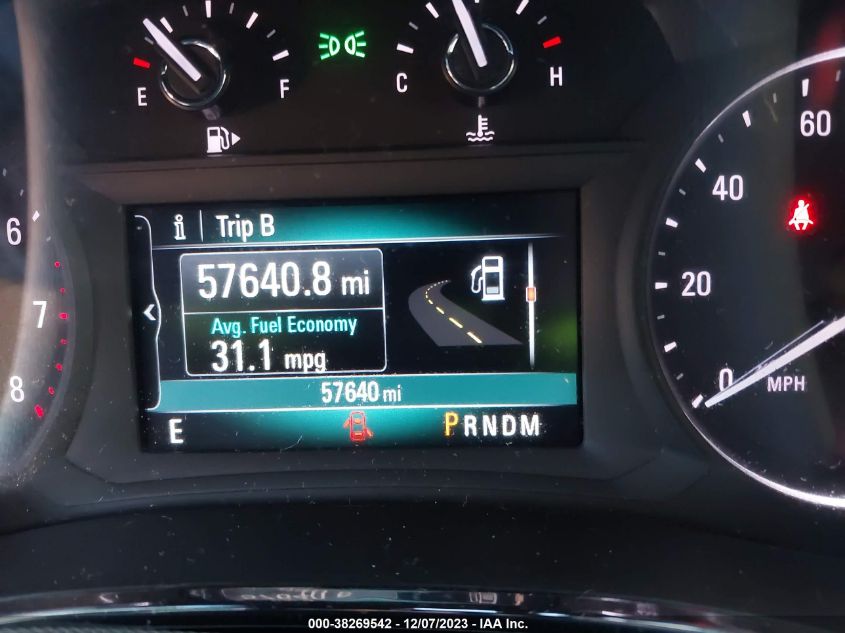 E F
C H
60
40
20
0 MPH
6
7
8
i Trip B
57640.8 mi
Avg. Fuel Economy
31.1 mpg
57640 mi
E PRNDM
000-38269542 - 12/07/2023 - IAA Inc.